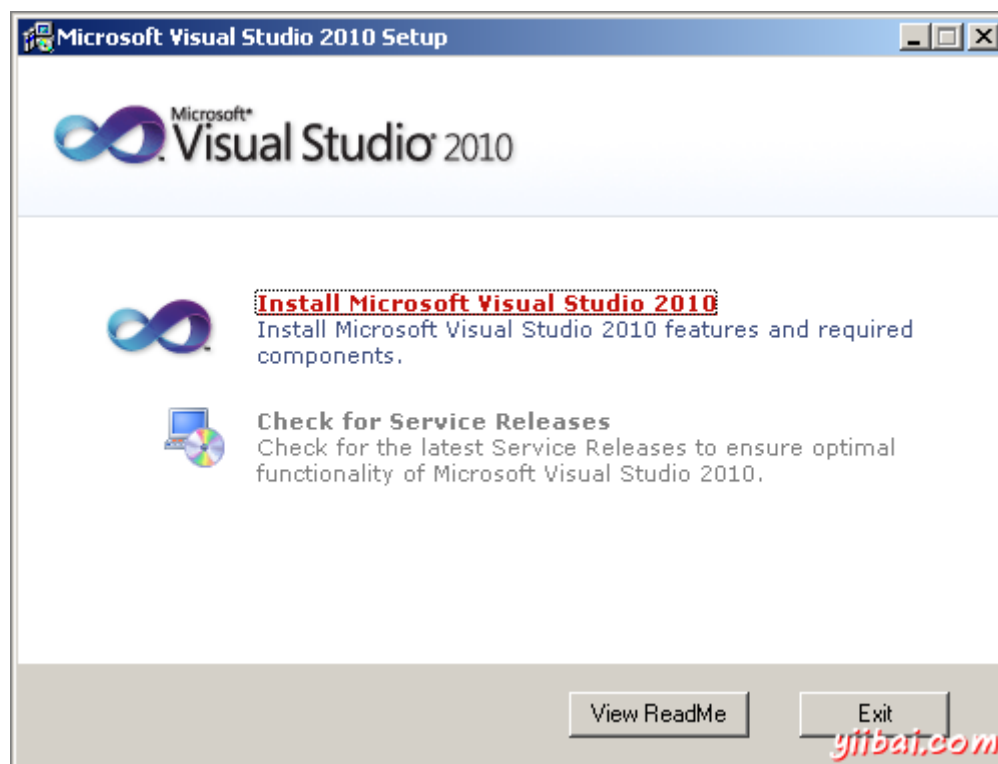 Microsoft Visual Studio 2010 Setup
Microsoft®
Visual Studio® 2010
Install Microsoft Visual Studio 2010
Install Microsoft Visual Studio 2010 features and required
components.
Check for Service Releases
Check for the latest Service Releases to ensure optimal
functionality of Microsoft Visual Studio 2010.
View ReadMe
Exit
yiibai.com